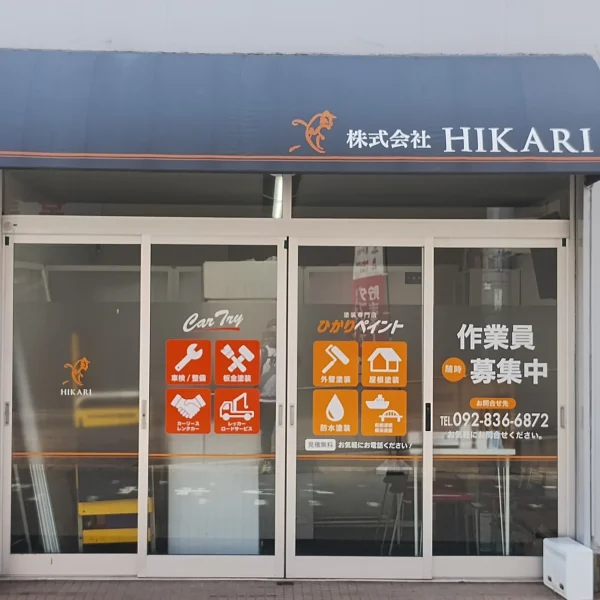 株式会社 HIKARI
HIKARI
Car Try
車検/整備
板金塗装
カーリース
レンタカー
レッカー
ロードサービス
塗装専門店
ひかりペイント
外壁塗装
屋根塗装
防水塗装
見積無料 お気軽にお電話ください!
作業員
随時 募集中
お問合せ先
TEL092-836-6872
お気軽にお問合せください。